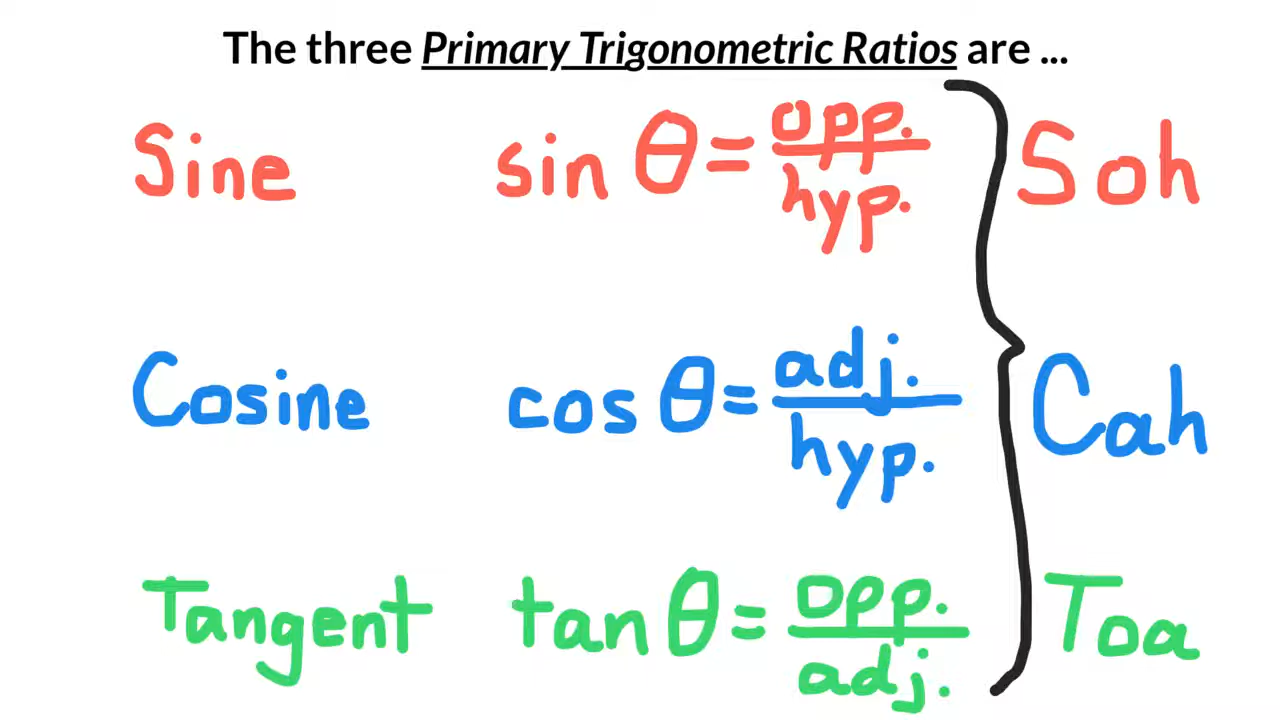 The three Primary Trigonometric Ratios are ...
Sine sin θ = opp. / hyp. Soh
Cosine cos θ = adj. / hyp. Cah
Tangent tan θ = opp. / adj. Toa